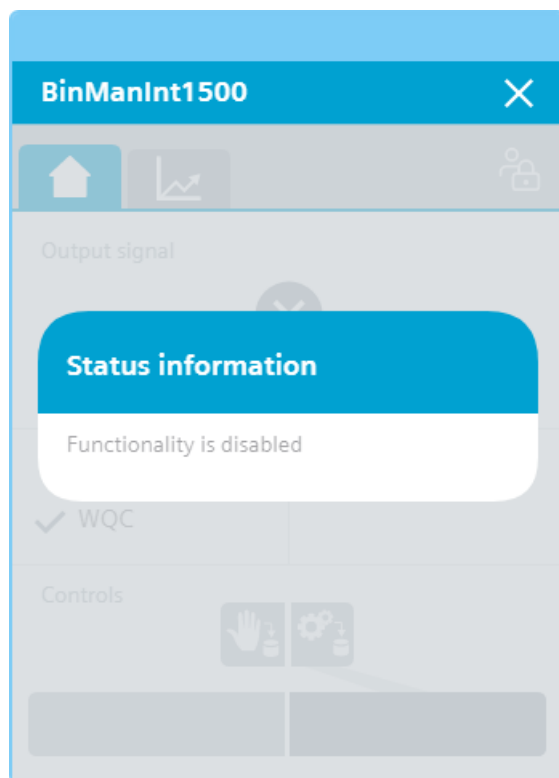 BinManInt1500
Output signal
Status information
Functionality is disabled
WQC
Controls